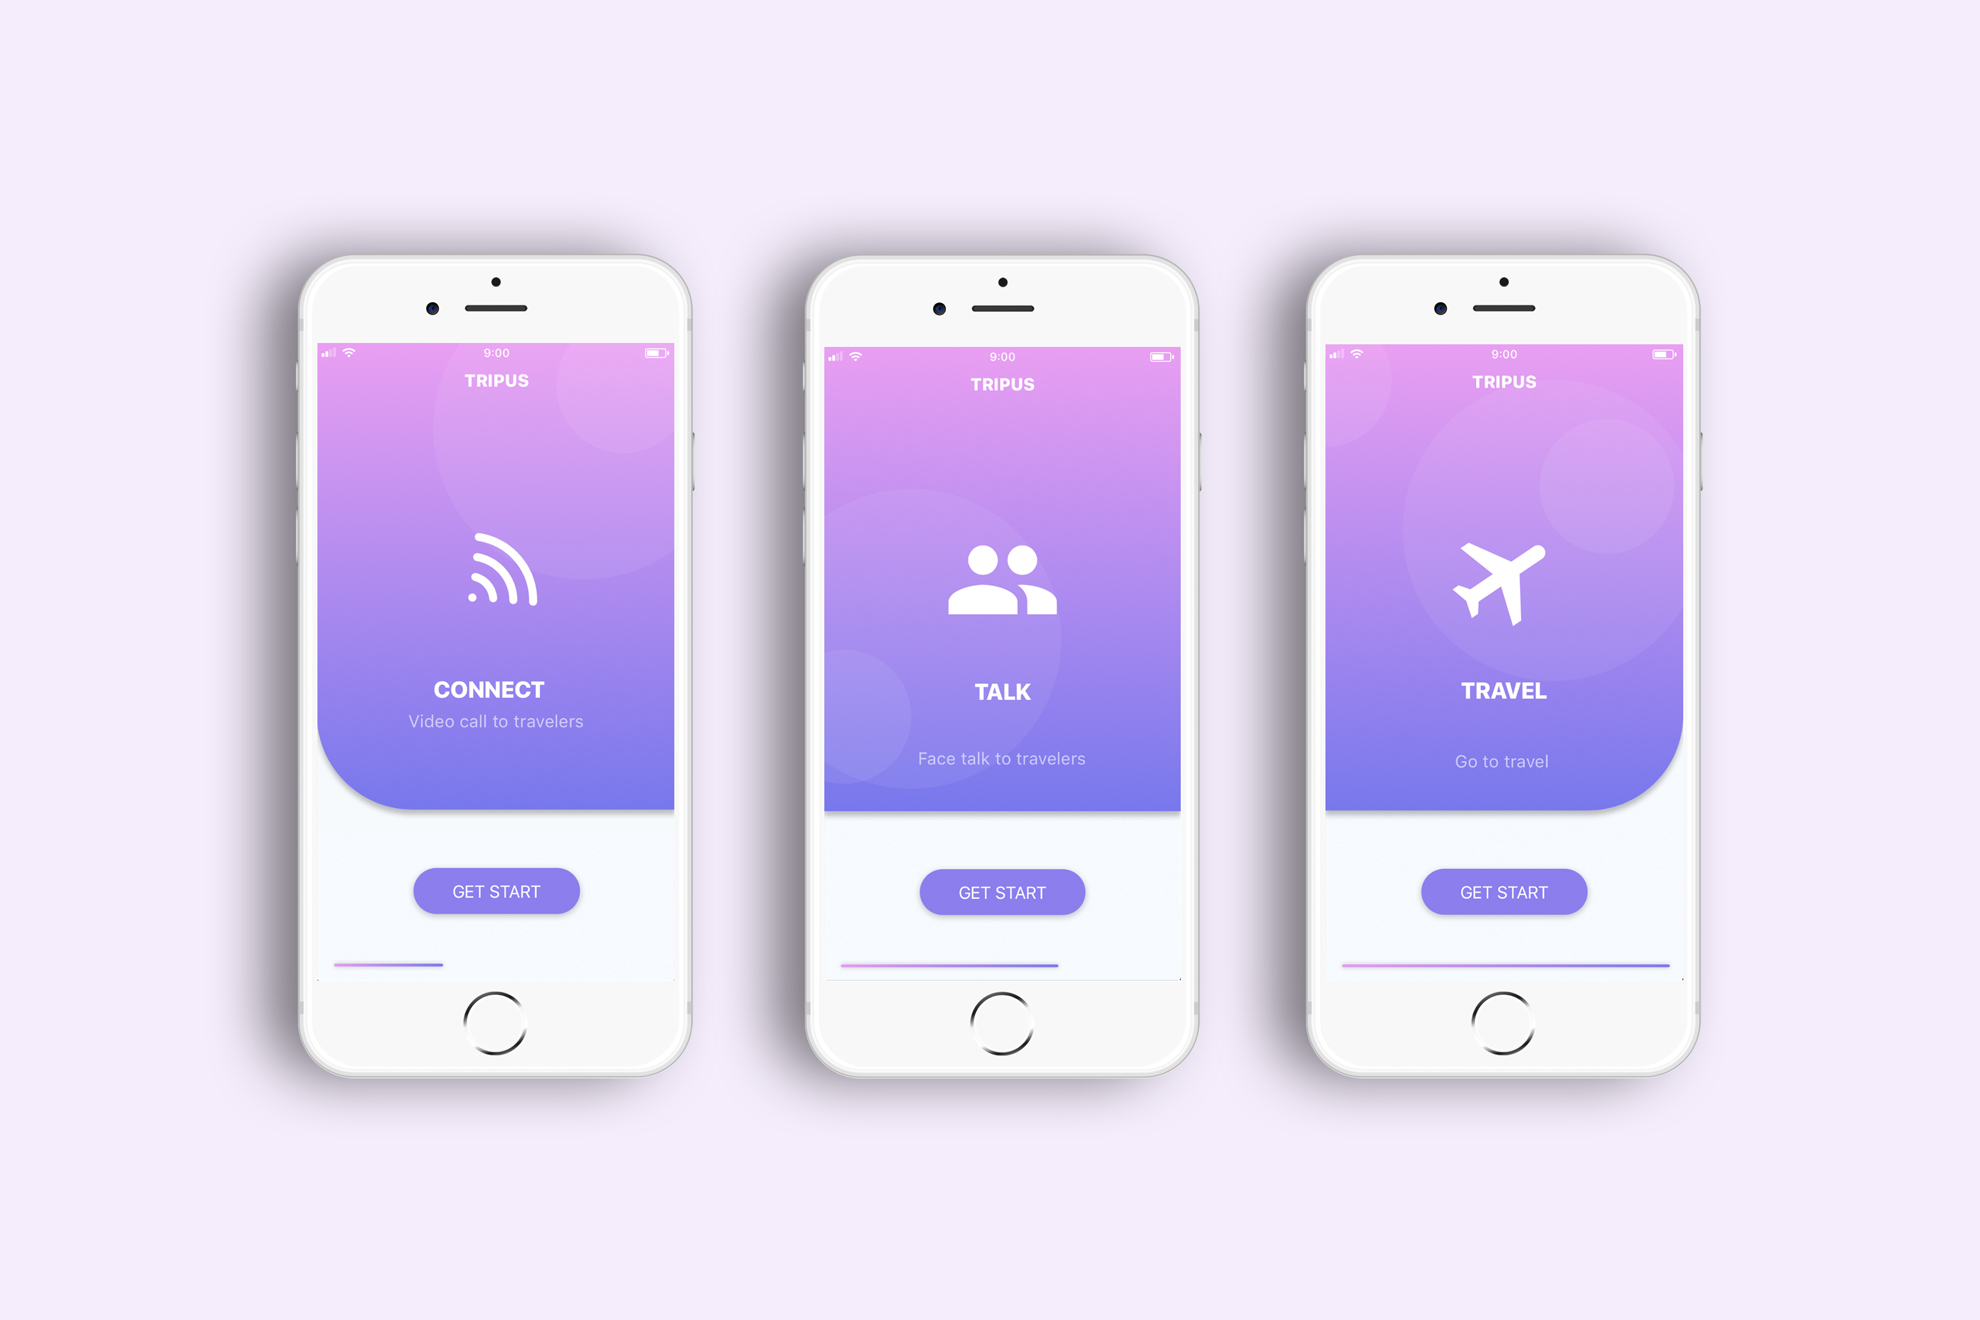 9:00
TRIPUS
CONNECT
Video call to travelers
GET START
9:00
TRIPUS
TALK
Face talk to travelers
GET START
9:00
TRIPUS
TRAVEL
Go to travel
GET START